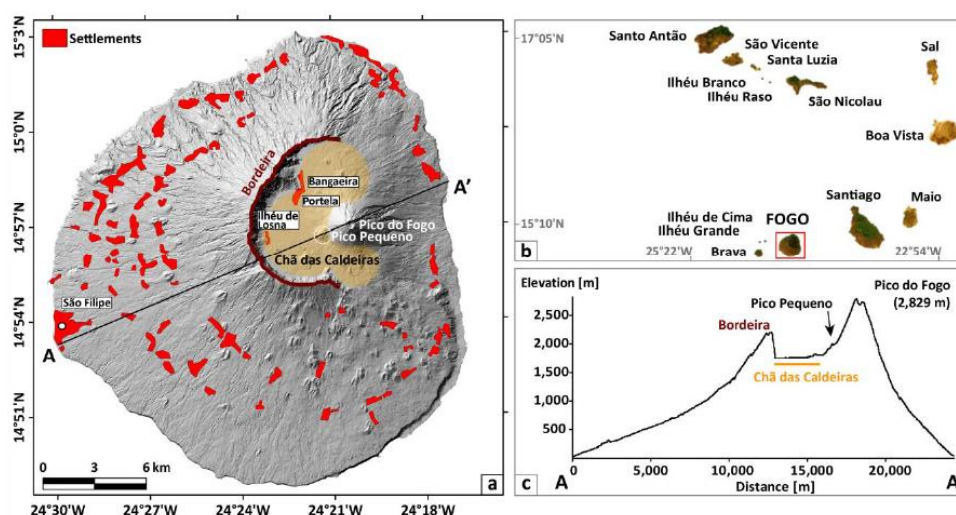 Settlements
15°3'N
15°0'N
14°57'N
14°54'N
14°51'N
Bordeira
Bangaeira
Portela
Ilhéu de
Losna
Pico do Fogo
Pico Pequeno
Chã das Caldeiras
São Filipe
A
A'
0 3 6 km
a
24°30'W 24°27'W 24°24'W 24°21'W 24°18'W
17°05'N
Santo Antão
São Vicente
Santa Luzia
Ilhéu Branco
Ilhéu Raso
São Nicolau
Sal
Boa Vista
Santiago
Maio
Ilhéu de Cima
FOGO
Ilhéu Grande
Brava
15°10'N
25°22'W
22°54'W
b
Elevation [m]
Pico do Fogo
(2,829 m)
Pico Pequeno
Bordeira
Chã das Caldeiras
2,500
2,000
1,500
1,000
500
0 5,000 10,000 15,000 20,000
c
A
Distance [m]
A